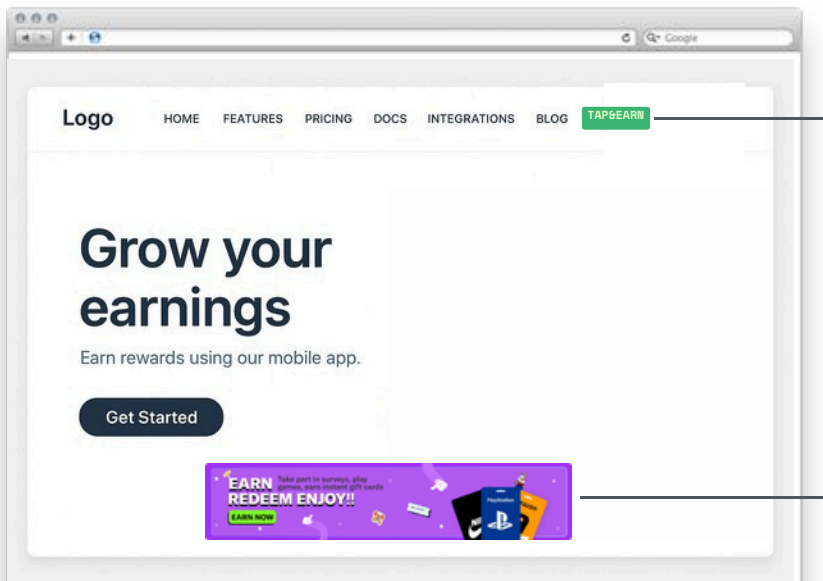 Google
Logo
HOME FEATURES PRICING DOCS INTEGRATIONS BLOG TAP&EARN
Grow your
earnings
Earn rewards using our mobile app.
Get Started
EARN Take part in surveys, play
games, earn instant gift cards
REDEEM ENJOY!!
EARN NOW
PlayStation